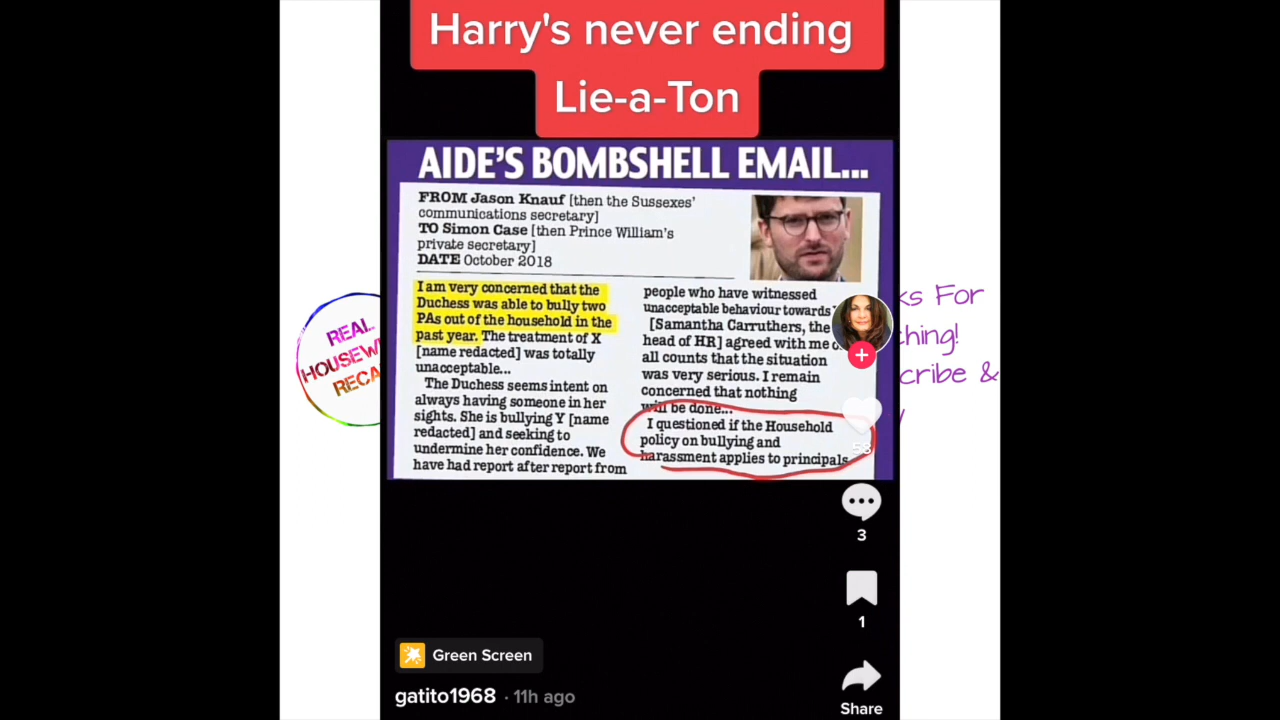 Harry's never ending
Lie-a-Ton
AIDE'S BOMBSHELL EMAIL...
FROM Jason Knauf [then the Sussexes'
communications secretary]
TO Simon Case [then Prince William's
private secretary]
DATE October 2018
I am very concerned that the
Duchess was able to bully two
PAs out of the household in the
past year. The treatment of X
[name redacted] was totally
unacceptable...
The Duchess seems intent on
always having someone in her
sights. She is bullying Y [name
redacted] and seeking to
undermine her confidence. We
have had report after report from
people who have witnessed
unacceptable behaviour towards
[Samantha Carruthers, the
head of HR] agreed with me
all counts that the situation
was very serious. I remain
concerned that nothing
will be done...
I questioned if the Household
policy on bullying and
harassment applies to principals
53
3
1
Share
Green Screen
gatito1968 · 11h ago
REAL
For
&